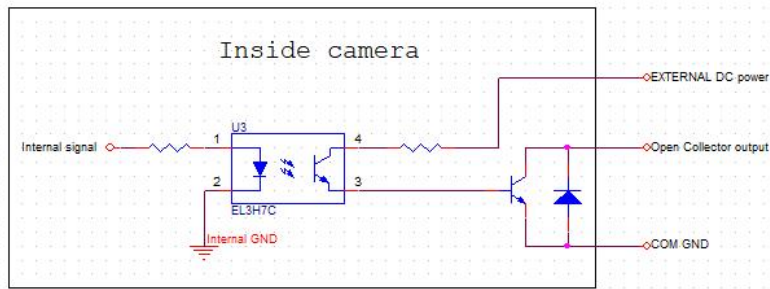 Inside camera
EXTERNAL DC power
U3
1
4
Internal signal
Open Collector output
2
3
EL3H7C
Internal GND
COM GND